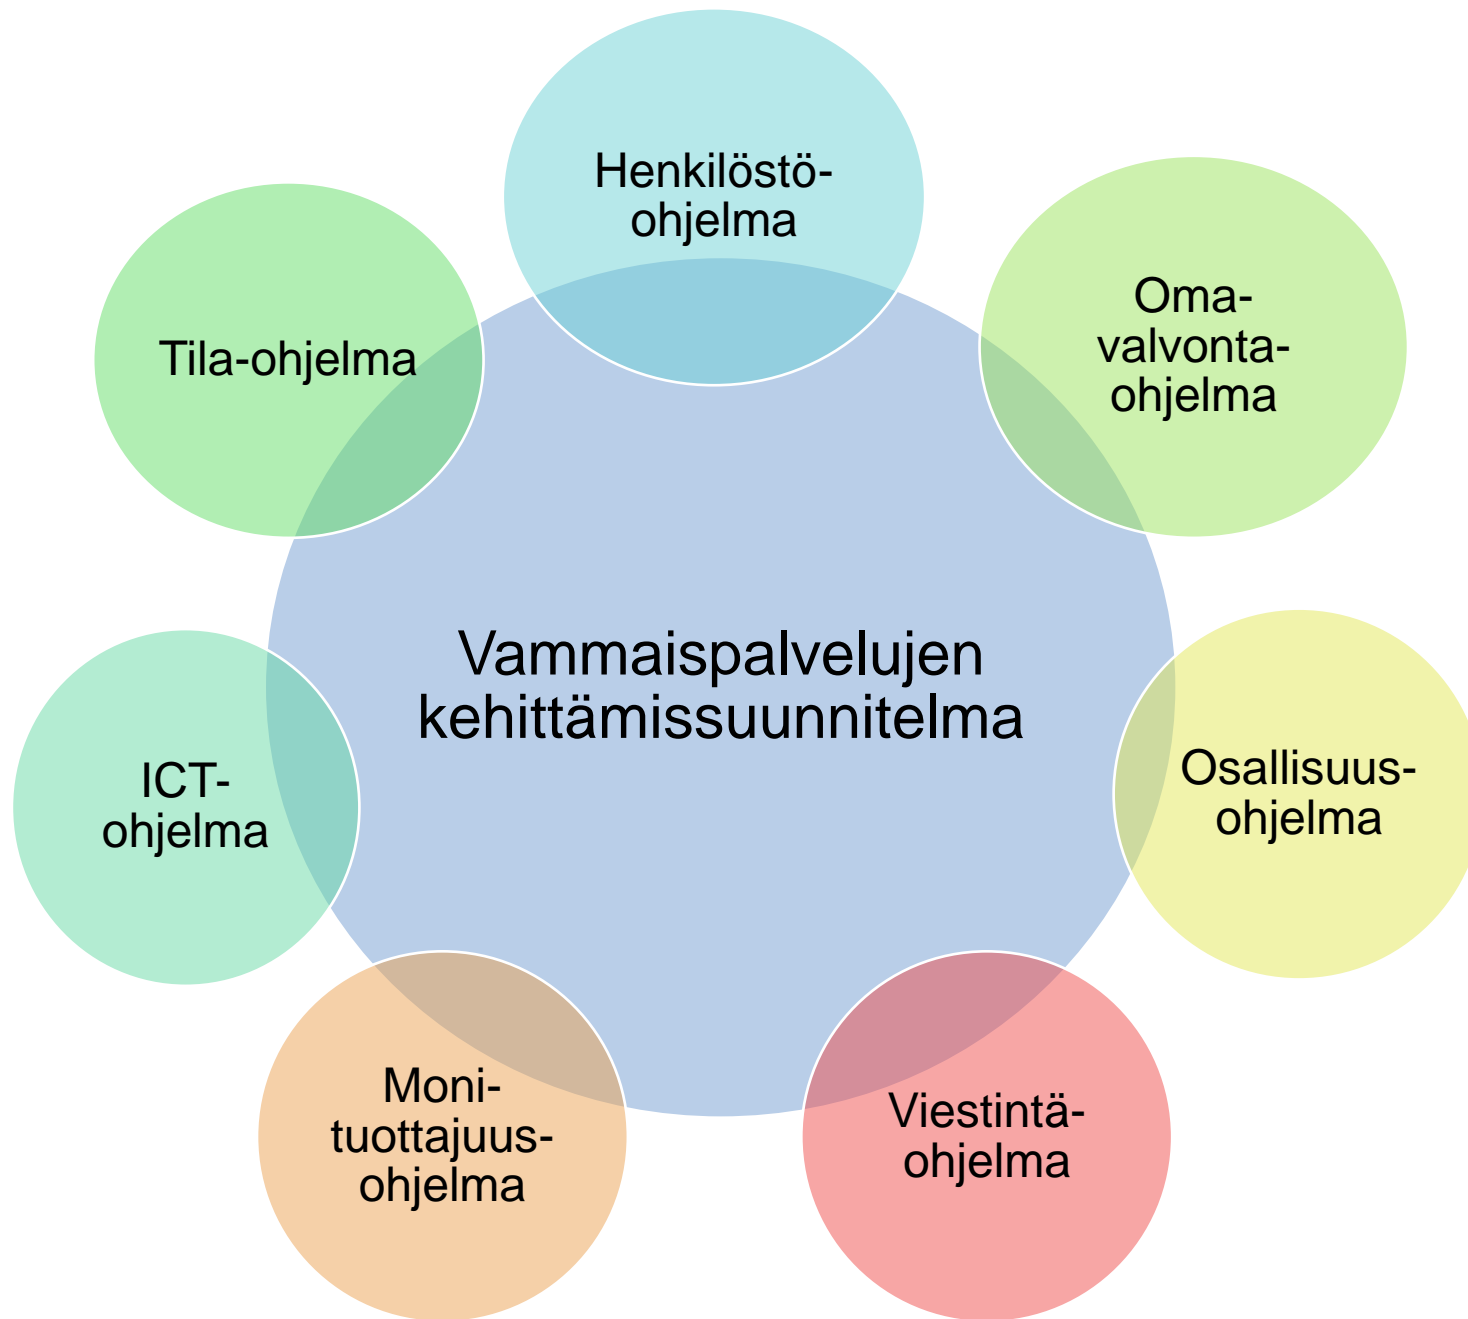 Henkilöstö-
ohjelma
Oma-
valvonta-
ohjelma
Tila-ohjelma
Vammaispalvelujen
kehittämissuunnitelma
Osallisuus-
ohjelma
ICT-
ohjelma
Moni-
tuottajuus-
ohjelma
Viestintä-
ohjelma